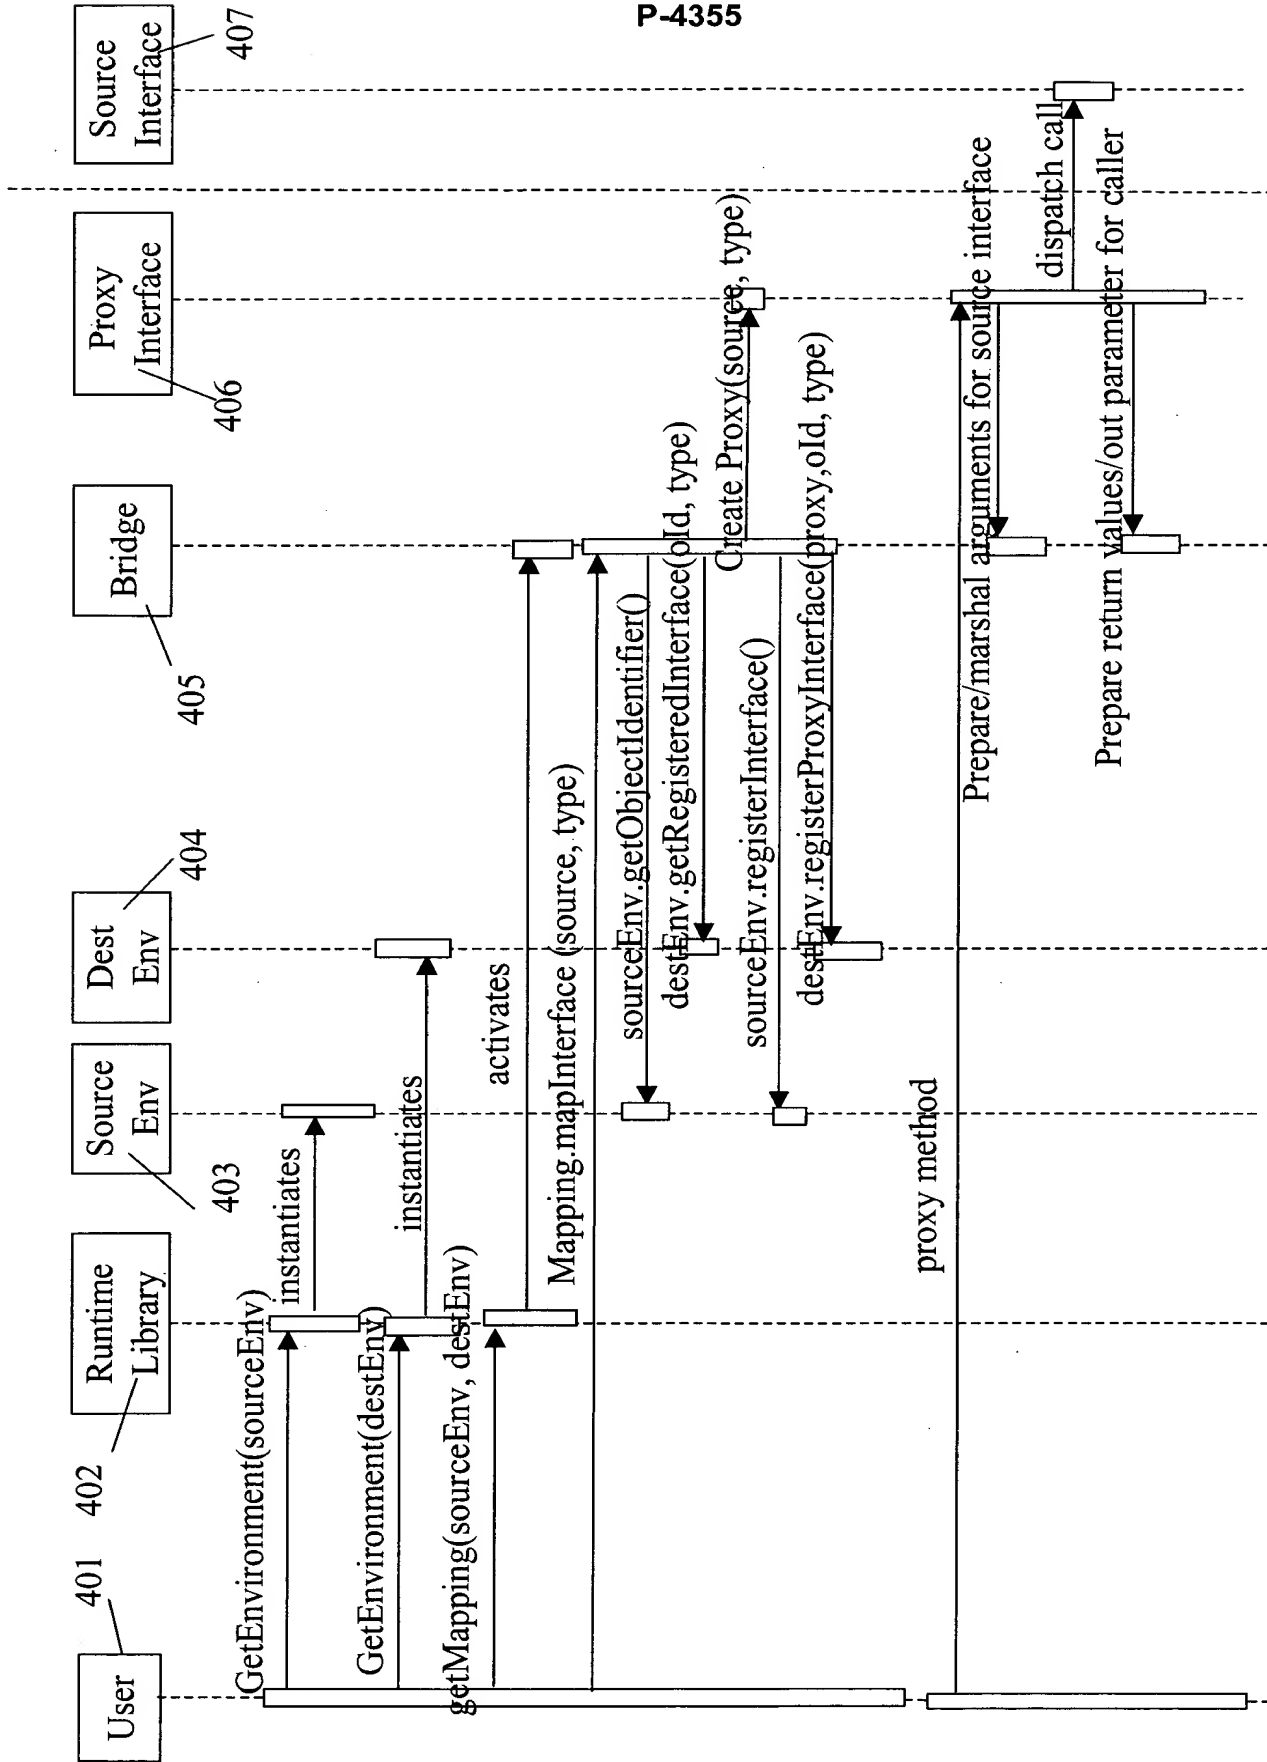 P-4355
User
401
Runtime
Library
402
Source
Env
403
Dest
Env
404
Bridge
405
Proxy
Interface
406
Source
Interface
407
GetEnvironment(sourceEnv)
instantiates
GetEnvironment(destEnv)
instantiates
getMapping(sourceEnv, destEnv)
activates
Mapping.mapInterface (source, type)
sourceEnv.getObjectIdentifier()
destEnv.getRegisteredInterface(oId, type)
Create Proxy(source, type)
sourceEnv.registerInterface()
destEnv.registerProxyInterface(proxy,oId, type)
proxy method
Prepare/marshal arguments for source interface
dispatch call
Prepare return values/out parameter for caller